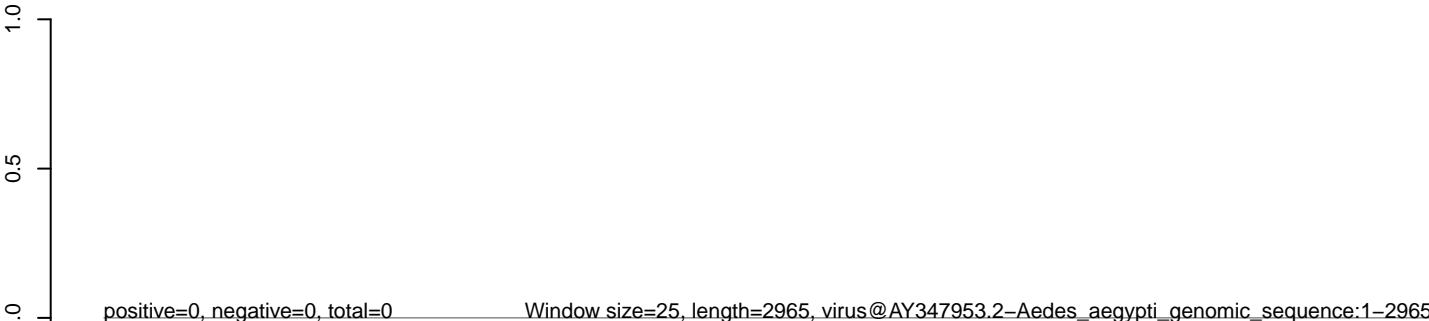 1.0
0.5
.0
positive=0, negative=0, total=0
Window size=25, length=2965, virus@AY347953.2−Aedes_aegypti_genomic_sequence:1−2965